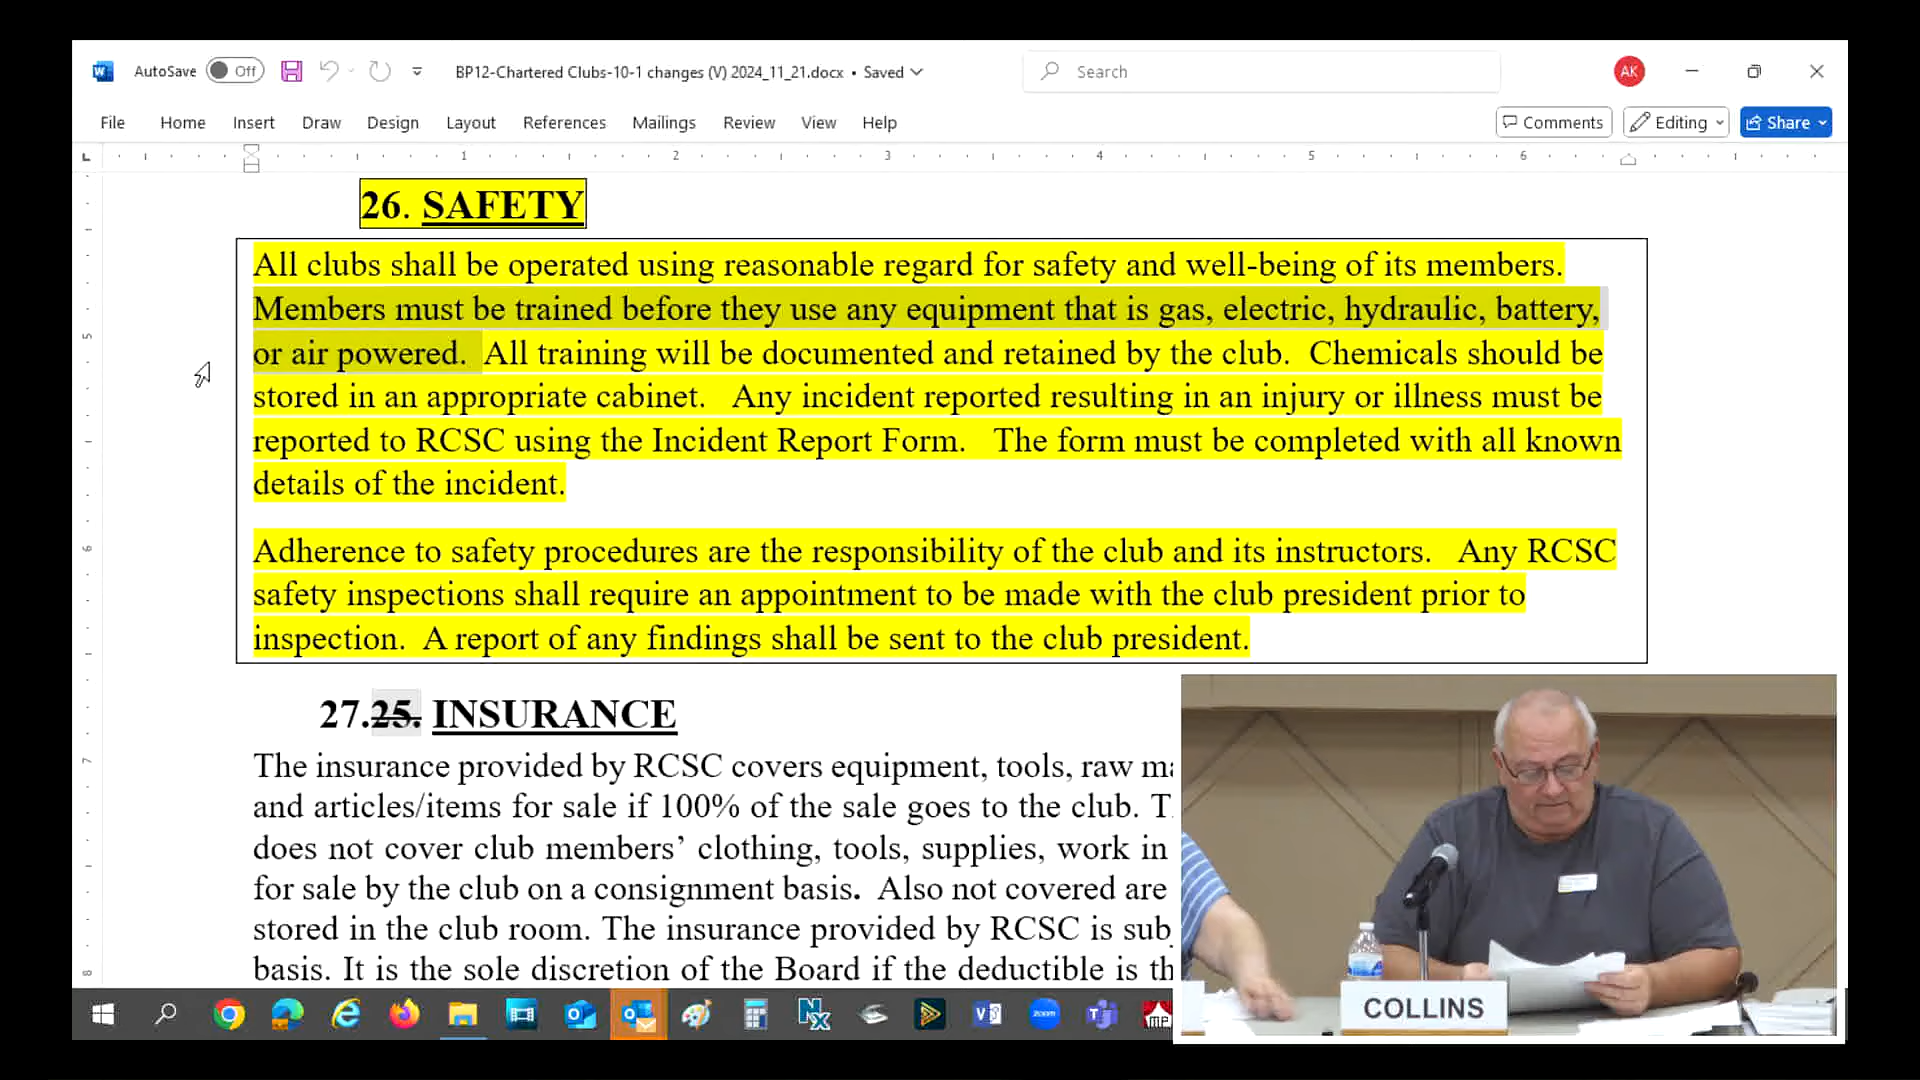 AutoSave Off BP12-Chartered Clubs-10-1 changes (V) 2024_11_21.docx • Saved Search AK
File Home Insert Draw Design Layout References Mailings Review View Help Comments Editing Share
1 2 3 4 5 6
26. SAFETY
All clubs shall be operated using reasonable regard for safety and well-being of its members.
Members must be trained before they use any equipment that is gas, electric, hydraulic, battery,
or air powered. All training will be documented and retained by the club. Chemicals should be
stored in an appropriate cabinet. Any incident reported resulting in an injury or illness must be
reported to RCSC using the Incident Report Form. The form must be completed with all known
details of the incident.
Adherence to safety procedures are the responsibility of the club and its instructors. Any RCSC
safety inspections shall require an appointment to be made with the club president prior to
inspection. A report of any findings shall be sent to the club president.
27.25. INSURANCE
The insurance provided by RCSC covers equipment, tools, raw ma
and articles/items for sale if 100% of the sale goes to the club. T
does not cover club members’ clothing, tools, supplies, work in
for sale by the club on a consignment basis. Also not covered are
stored in the club room. The insurance provided by RCSC is sub
basis. It is the sole discretion of the Board if the deductible is th
COLLINS
zoom
MP